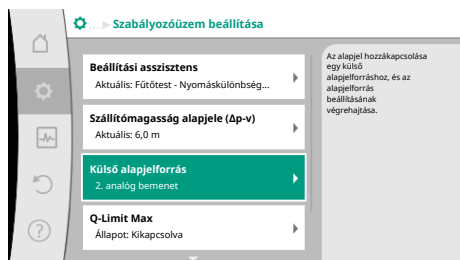 Szabályozóüzem beállítása
Beállítási asszisztens
Aktuális: Fűtőtest - Nyomáskülönbség...
Szállítómagasság alapjele (Δp-v)
Aktuális: 6,0 m
Külső alapjelforrás
2. analóg bemenet
Q-Limit Max
Állapot: Kikapcsolva
Az alapjel hozzákapcsolása
egy külső
alapjelforráshoz, és az
alapjelforrás
beállításának
végrehajtása.